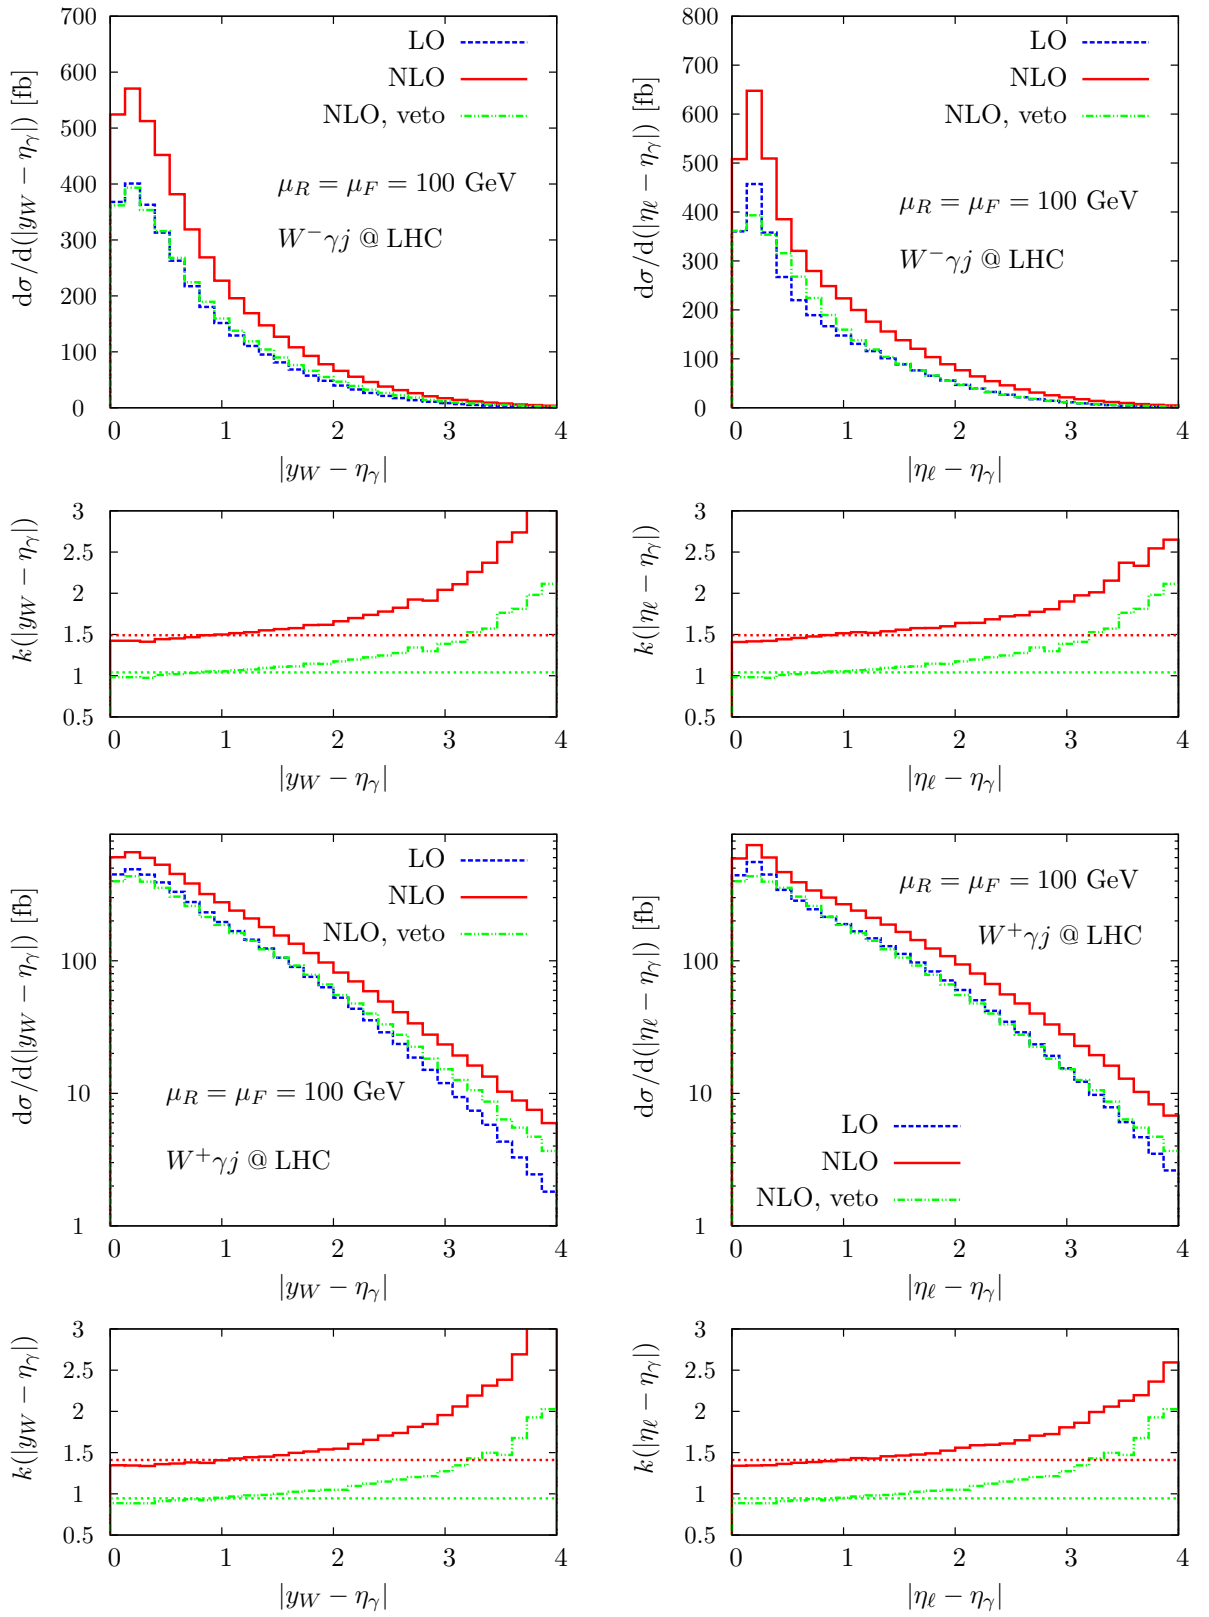 700
600
500
400
300
200
100
0
dσ/d(|y_W − η_γ|) [fb]
LO
NLO
NLO, veto
μ_R = μ_F = 100 GeV
W⁻γj @ LHC
0 1 2 3 4
|y_W − η_γ|
800
700
600
500
400
300
200
100
0
dσ/d(|η_ℓ − η_γ|) [fb]
LO
NLO
NLO, veto
μ_R = μ_F = 100 GeV
W⁻γj @ LHC
0 1 2 3 4
|η_ℓ − η_γ|
3
2.5
2
1.5
1
0.5
k(|y_W − η_γ|)
0 1 2 3 4
|y_W − η_γ|
3
2.5
2
1.5
1
0.5
k(|η_ℓ − η_γ|)
0 1 2 3 4
|η_ℓ − η_γ|
100
10
1
dσ/d(|y_W − η_γ|) [fb]
LO
NLO
NLO, veto
μ_R = μ_F = 100 GeV
W⁺γj @ LHC
0 1 2 3 4
|y_W − η_γ|
100
10
1
dσ/d(|η_ℓ − η_γ|) [fb]
μ_R = μ_F = 100 GeV
W⁺γj @ LHC
LO
NLO
NLO, veto
0 1 2 3 4
|η_ℓ − η_γ|
3
2.5
2
1.5
1
0.5
k(|y_W − η_γ|)
0 1 2 3 4
|y_W − η_γ|
3
2.5
2
1.5
1
0.5
k(|η_ℓ − η_γ|)
0 1 2 3 4
|η_ℓ − η_γ|